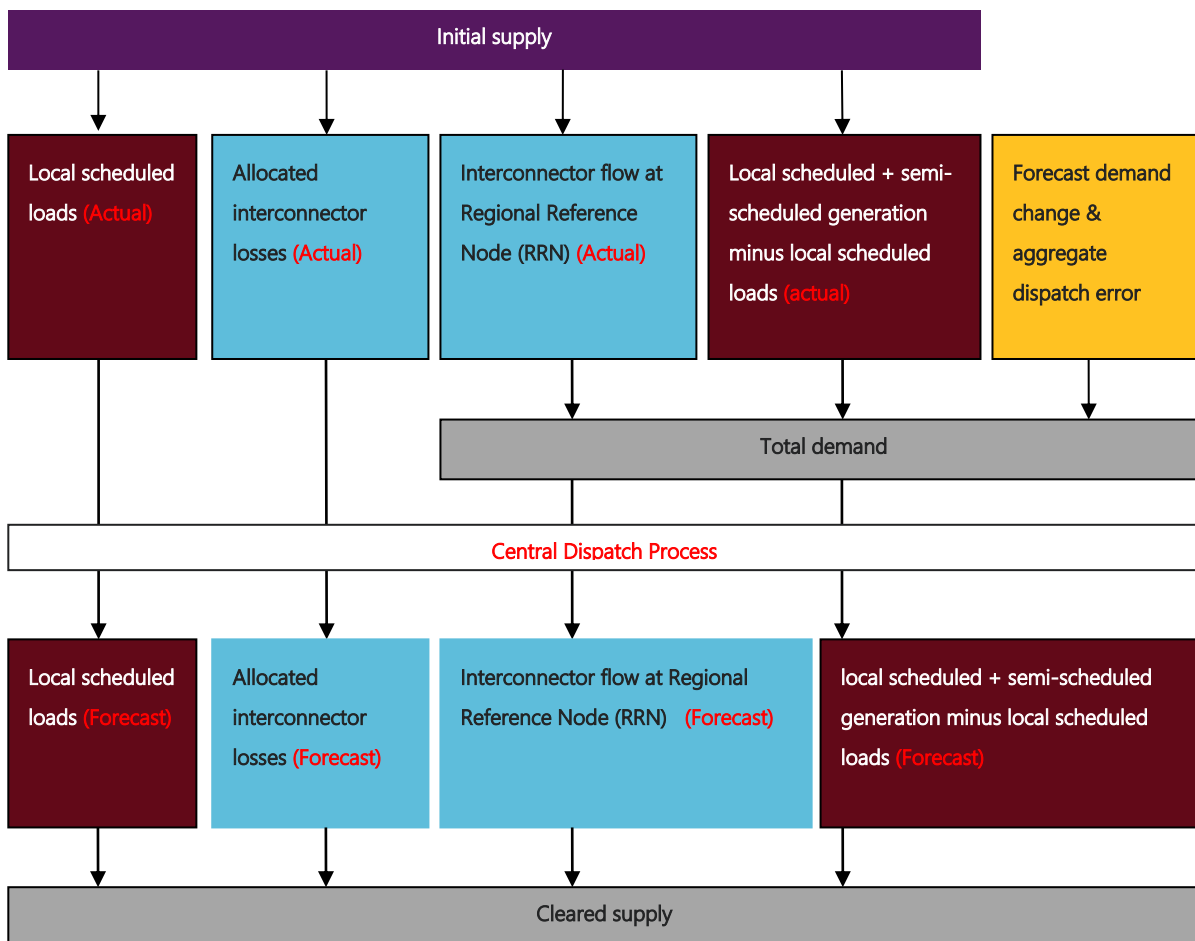 Initial supply
Local scheduled
loads (Actual)
Allocated
interconnector
losses (Actual)
Interconnector flow at
Regional Reference
Node (RRN) (Actual)
Local scheduled + semi-
scheduled generation
minus local scheduled
loads (actual)
Forecast demand
change &
aggregate
dispatch error
Total demand
Central Dispatch Process
Local scheduled
loads (Forecast)
Allocated
interconnector
losses (Forecast)
Interconnector flow at Regional
Reference Node (RRN) (Forecast)
local scheduled + semi-scheduled
generation minus local scheduled
loads (Forecast)
Cleared supply